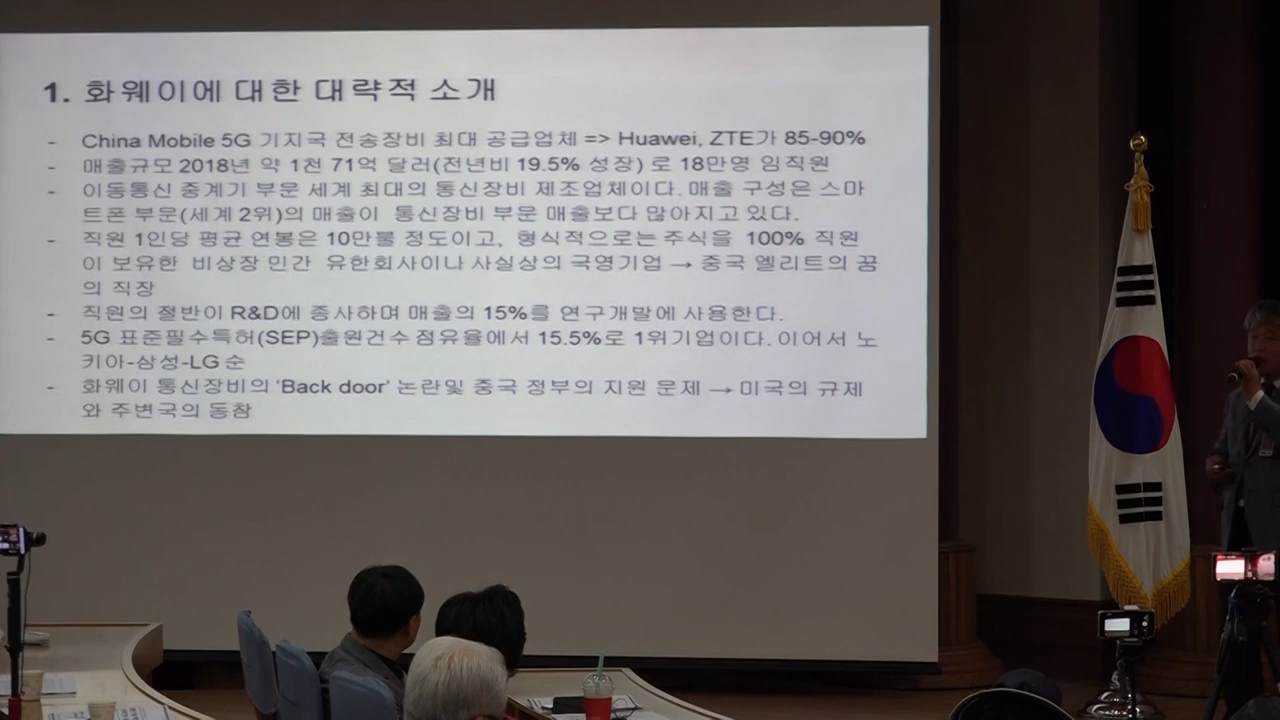 1. 화웨이에 대한 대략적 소개
- China Mobile 5G 기지국 전송장비 최대 공급업체 => Huawei, ZTE가 85-90%
- 매출규모 2018년 약 1천 71억 달러(전년비 19.5% 성장) 로 18만명 임직원
- 이동통신 중계기 부문 세계 최대의 통신장비 제조업체이다. 매출 구성은 스마
트폰 부문(세계 2위)의 매출이 통신장비 부문 매출보다 많아지고 있다.
- 직원 1인당 평균 연봉은 10만불 정도이고, 형식적으로는 주식을 100% 직원
이 보유한 비상장 민간 유한회사이나 사실상의 국영기업 → 중국 엘리트의 꿈
의 직장
- 직원의 절반이 R&D에 종사하며 매출의 15%를 연구개발에 사용한다.
- 5G 표준필수특허(SEP)출원건수 점유율에서 15.5%로 1위기업이다. 이어서 노
키아-삼성-LG 순
- 화웨이 통신장비의 ‘Back door’ 논란및 중국 정부의 지원 문제 → 미국의 규제
와 주변국의 동참